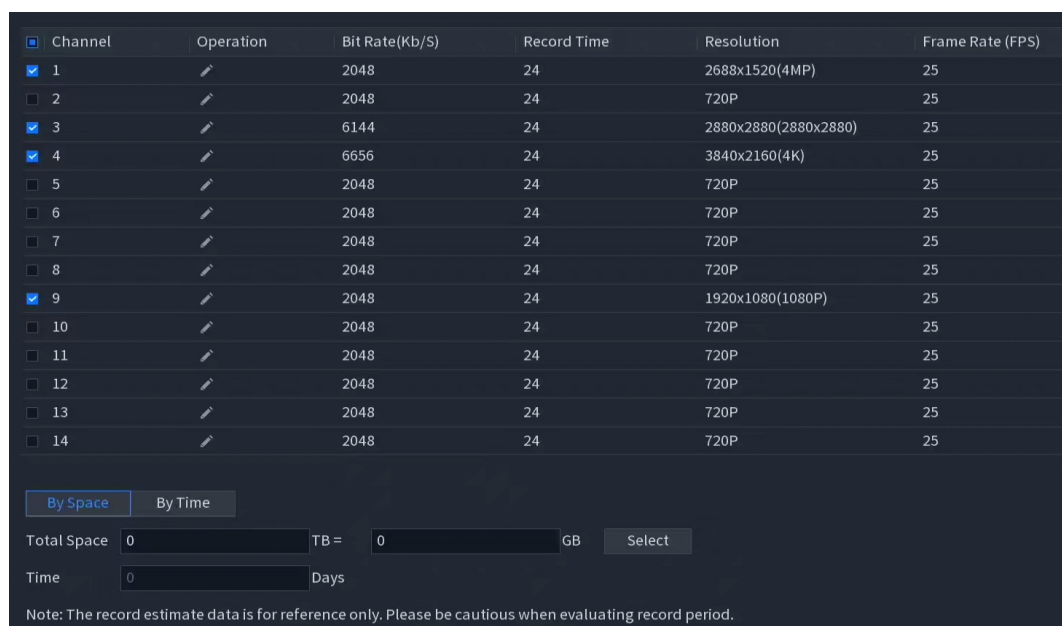 Channel Operation Bit Rate(Kb/S) Record Time Resolution Frame Rate (FPS)
1 2048 24 2688x1520(4MP) 25
2 2048 24 720P 25
3 6144 24 2880x2880(2880x2880) 25
4 6656 24 3840x2160(4K) 25
5 2048 24 720P 25
6 2048 24 720P 25
7 2048 24 720P 25
8 2048 24 720P 25
9 2048 24 1920x1080(1080P) 25
10 2048 24 720P 25
11 2048 24 720P 25
12 2048 24 720P 25
13 2048 24 720P 25
14 2048 24 720P 25
By Space By Time
Total Space 0 TB = 0 GB Select
Time 0 Days
Note: The record estimate data is for reference only. Please be cautious when evaluating record period.